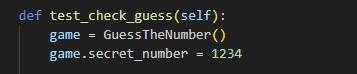 def test_check_guess(self):
    game = GuessTheNumber()
    game.secret_number = 1234